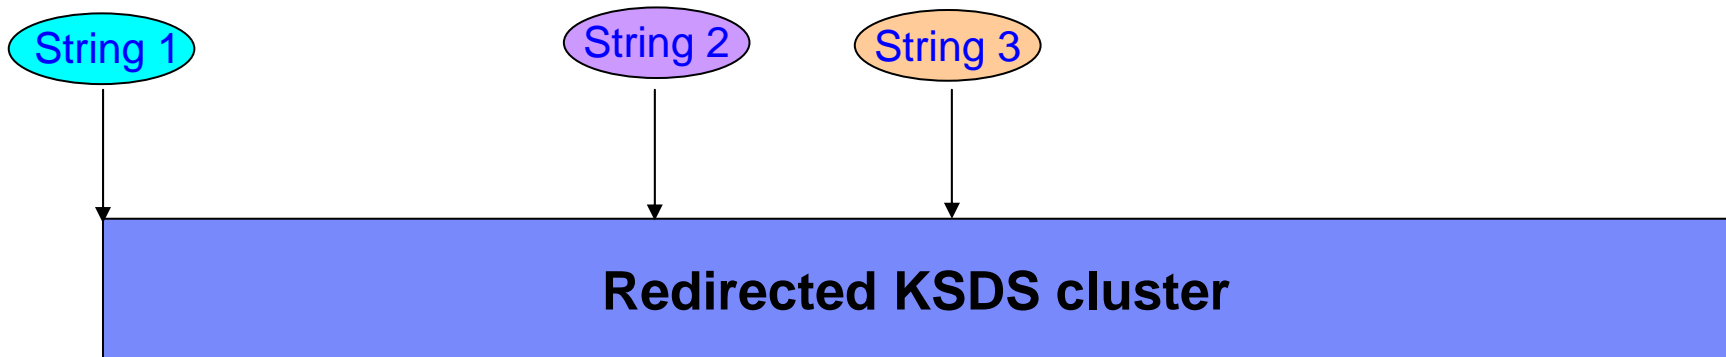 String 1
String 2
String 3
Redirected KSDS cluster